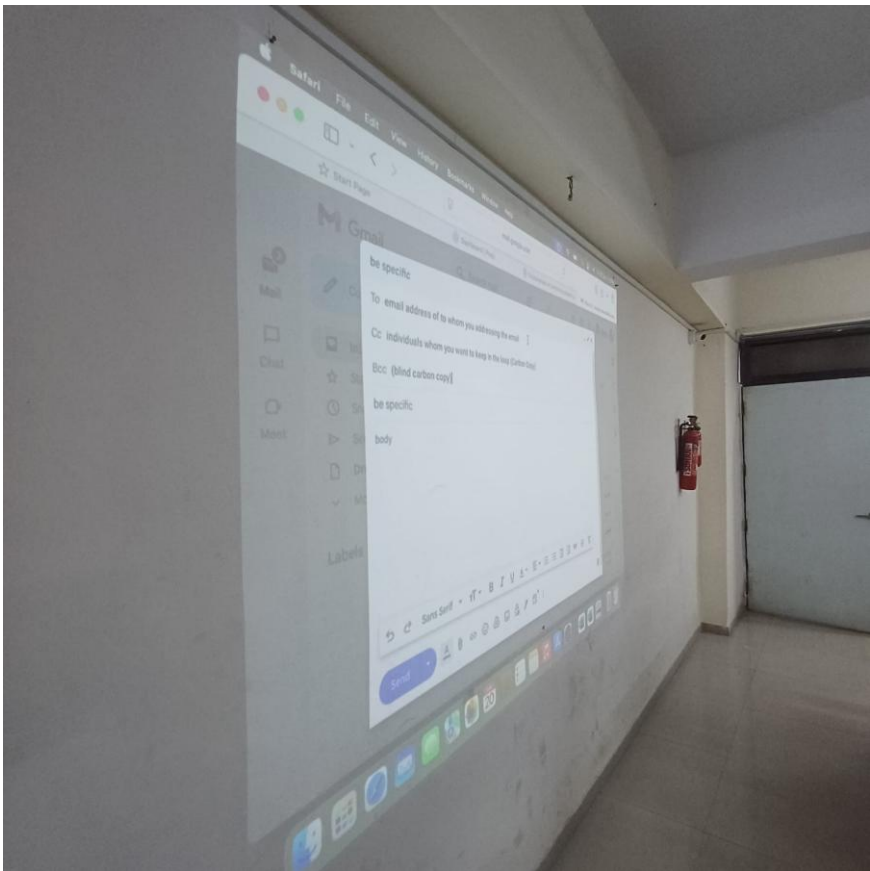 Safari File Edit View History Bookmarks Window Help
Start Page
Gmail
Mail
Chat
Meet
Labels
be specific
To email address of to whom you addressing the email
Cc individuals whom you want to keep in the loop (Carbon Copy)
Bcc (blind carbon copy)
be specific
body
Sans Serif
Send
20